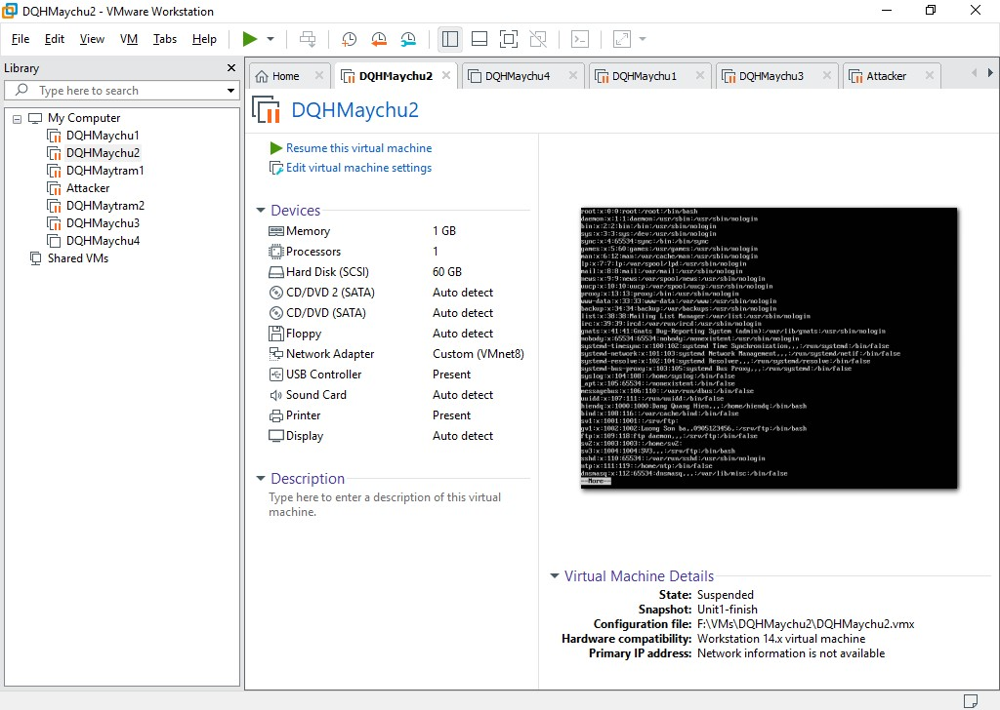 DQHMaychu2 - VMware Workstation
File Edit View VM Tabs Help
Library
Type here to search
My Computer
DQHMaychu1
DQHMaychu2
DQHMaytram1
Attacker
DQHMaytram2
DQHMaychu3
DQHMaychu4
Shared VMs
Home DQHMaychu2 DQHMaychu4 DQHMaychu1 DQHMaychu3 Attacker
DQHMaychu2
Resume this virtual machine
Edit virtual machine settings
Devices
Memory 1 GB
Processors 1
Hard Disk (SCSI) 60 GB
CD/DVD 2 (SATA) Auto detect
CD/DVD (SATA) Auto detect
Floppy Auto detect
Network Adapter Custom (VMnet8)
USB Controller Present
Sound Card Auto detect
Printer Present
Display Auto detect
Description
Type here to enter a description of this virtual
machine.
root:x:0:0:root:/root:/bin/bash
daemon:x:1:1:daemon:/usr/sbin:/usr/sbin/nologin
bin:x:2:2:bin:/bin:/usr/sbin/nologin
sys:x:3:3:sys:/dev:/usr/sbin/nologin
sync:x:4:65534:sync:/bin:/bin/sync
games:x:5:60:games:/usr/games:/usr/sbin/nologin
man:x:6:12:man:/var/cache/man:/usr/sbin/nologin
lp:x:7:7:lp:/var/spool/lpd:/usr/sbin/nologin
mail:x:8:8:mail:/var/mail:/usr/sbin/nologin
news:x:9:9:news:/var/spool/news:/usr/sbin/nologin
uucp:x:10:10:uucp:/var/spool/uucp:/usr/sbin/nologin
proxy:x:13:13:proxy:/bin:/usr/sbin/nologin
www-data:x:33:33:www-data:/var/www:/usr/sbin/nologin
backup:x:34:34:backup:/var/backups:/usr/sbin/nologin
list:x:38:38:Mailing List Manager:/var/list:/usr/sbin/nologin
irc:x:39:39:ircd:/var/run/ircd:/usr/sbin/nologin
gnats:x:41:41:Gnats Bug-Reporting System (admin):/var/lib/gnats:/usr/sbin/nologin
nobody:x:65534:65534:nobody:/nonexistent:/usr/sbin/nologin
systemd-timesync:x:100:102:systemd Time Synchronization,,,:/run/systemd:/bin/false
systemd-network:x:101:103:systemd Network Management,,,:/run/systemd/netif:/bin/false
systemd-resolve:x:102:104:systemd Resolver,,,:/run/systemd/resolve:/bin/false
systemd-bus-proxy:x:103:105:systemd Bus Proxy,,,:/run/systemd:/bin/false
syslog:x:104:108::/home/syslog:/bin/false
_apt:x:105:65534::/nonexistent:/bin/false
messagebus:x:106:110::/var/run/dbus:/bin/false
uuidd:x:107:111::/run/uuidd:/bin/false
hiendq:x:1000:1000:Dang Quang Hien,,,:/home/hiendq:/bin/bash
bind:x:108:116::/var/cache/bind:/bin/false
sv1:x:1001:1001::/srv/ftp:
gv1:x:1002:1002:Luong Son ba,,0905123456,:/srv/ftp:/bin/bash
ftp:x:109:118:ftp daemon,,,:/srv/ftp:/bin/false
sv2:x:1003:1003::/home/sv2:
sv3:x:1004:1004:SV3,,,:/srv/ftp:/bin/bash
sshd:x:110:65534::/var/run/sshd:/usr/sbin/nologin
ntp:x:111:119::/home/ntp:/bin/false
dnsmasq:x:112:65534:dnsmasq,,,:/var/lib/misc:/bin/false
--More--
Virtual Machine Details
State: Suspended
Snapshot: Unit1-finish
Configuration file: F:\VMs\DQHMaychu2\DQHMaychu2.vmx
Hardware compatibility: Workstation 14.x virtual machine
Primary IP address: Network information is not available